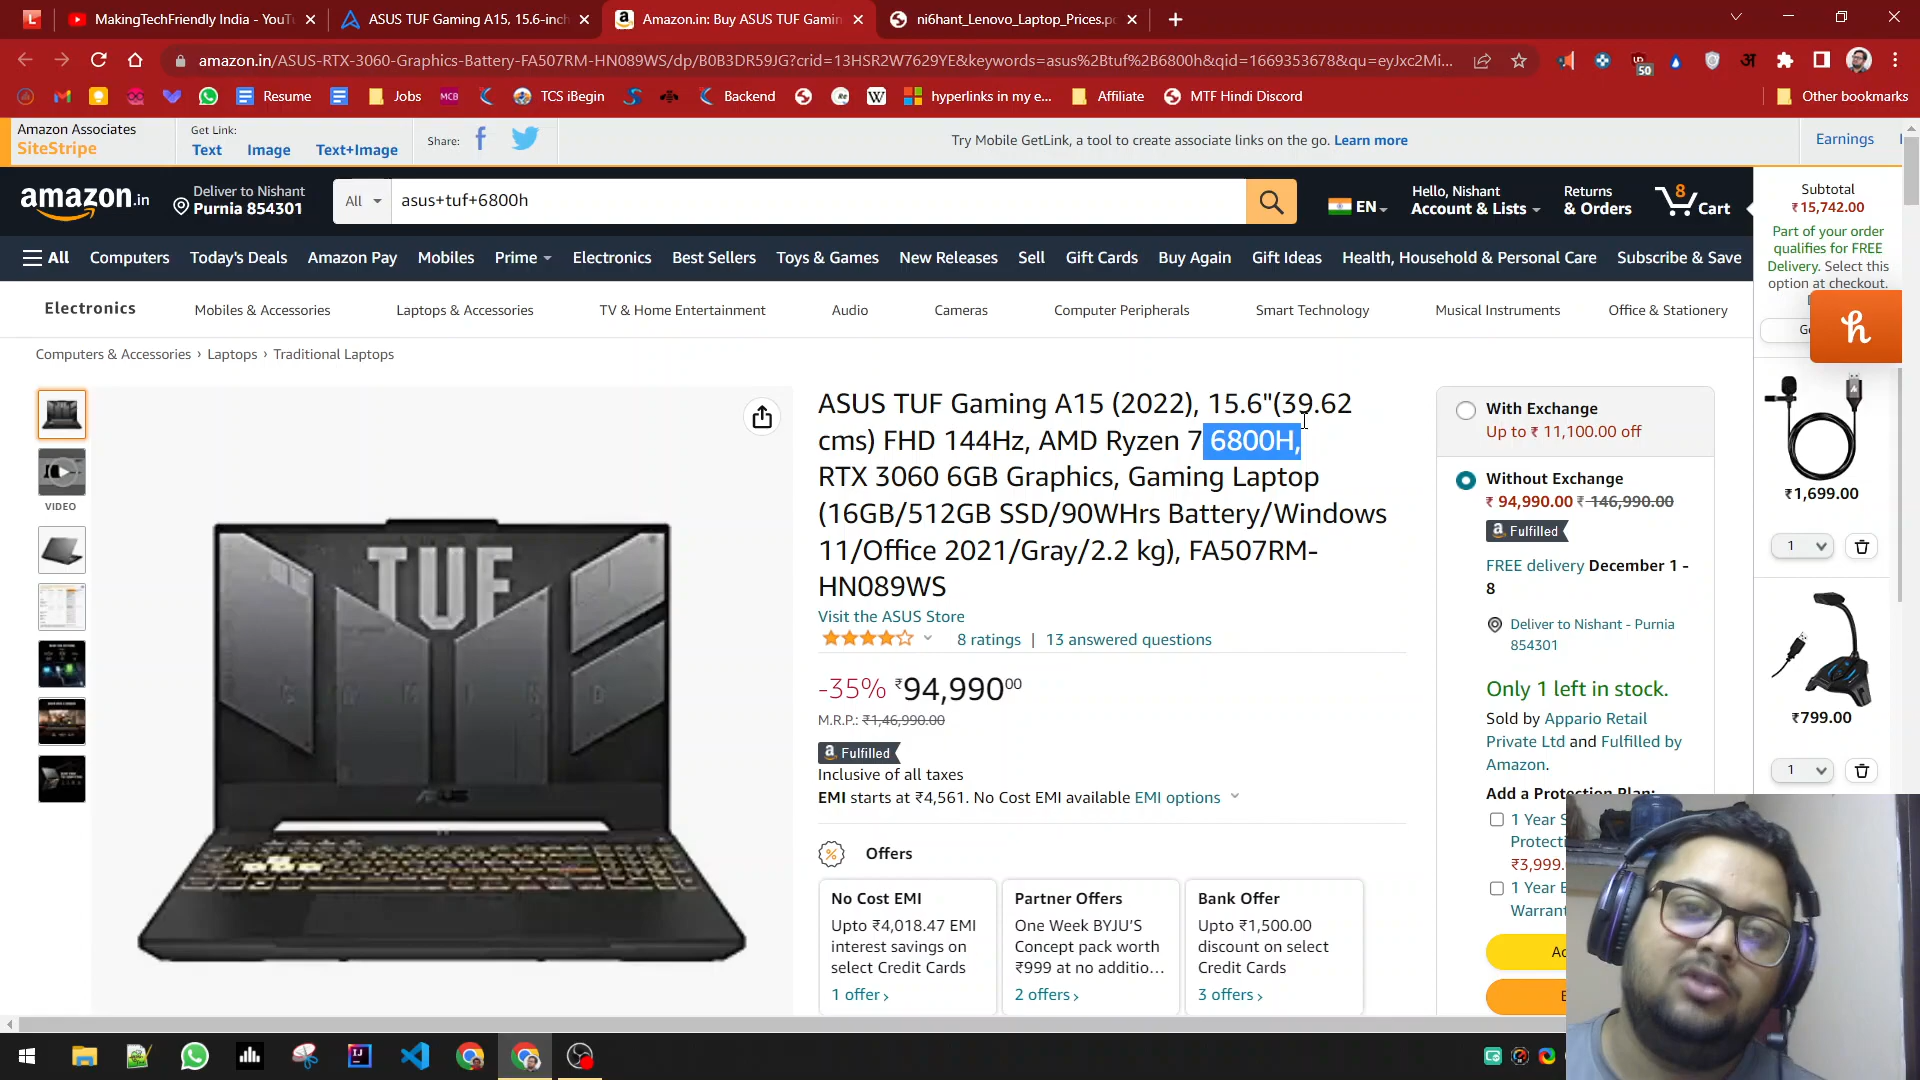 MakingTechFriendly India - YouTu
ASUS TUF Gaming A15, 15.6-inch
Amazon.in: Buy ASUS TUF Gamin
ni6hant_Lenovo_Laptop_Prices.pd
amazon.in/ASUS-RTX-3060-Graphics-Battery-FA507RM-HN089WS/dp/B0B3DR59JG?crid=13HSR2W7629YE&keywords=asus%2Btuf%2B6800h&qid=1669353678&qu=eyJxc2Mi...
50
अ
Resume
Jobs
MCB
TCS iBegin
Backend
W
hyperlinks in my e...
Affiliate
MTF Hindi Discord
Other bookmarks
Amazon Associates
SiteStripe
Get Link:
Text Image Text+Image
Share:
Try Mobile GetLink, a tool to create associate links on the go. Learn more
Earnings
amazon.in
Deliver to Nishant
Purnia 854301
All
asus+tuf+6800h
EN
Hello, Nishant
Account & Lists
Returns
& Orders
8
Cart
Subtotal
₹15,742.00
Part of your order
qualifies for FREE
Delivery. Select this
option at checkout.
All Computers Today's Deals Amazon Pay Mobiles Prime Electronics Best Sellers Toys & Games New Releases Sell Gift Cards Buy Again Gift Ideas Health, Household & Personal Care Subscribe & Save
Electronics Mobiles & Accessories Laptops & Accessories TV & Home Entertainment Audio Cameras Computer Peripherals Smart Technology Musical Instruments Office & Stationery
Computers & Accessories › Laptops › Traditional Laptops
VIDEO
TUF
ASUS TUF Gaming A15 (2022), 15.6"(39.62
cms) FHD 144Hz, AMD Ryzen 7 6800H,
RTX 3060 6GB Graphics, Gaming Laptop
(16GB/512GB SSD/90WHrs Battery/Windows
11/Office 2021/Gray/2.2 kg), FA507RM-
HN089WS
Visit the ASUS Store
8 ratings | 13 answered questions
-35% ₹94,990⁰⁰
M.R.P.: ₹1,46,990.00
Fulfilled
Inclusive of all taxes
EMI starts at ₹4,561. No Cost EMI available EMI options
Offers
No Cost EMI
Upto ₹4,018.47 EMI
interest savings on
select Credit Cards
1 offer ›
Partner Offers
One Week BYJU'S
Concept pack worth
₹999 at no additio...
2 offers ›
Bank Offer
Upto ₹1,500.00
discount on select
Credit Cards
3 offers ›
With Exchange
Up to ₹ 11,100.00 off
Without Exchange
₹ 94,990.00 ₹ 146,990.00
Fulfilled
FREE delivery December 1 -
8
Deliver to Nishant - Purnia
854301
Only 1 left in stock.
Sold by Appario Retail
Private Ltd and Fulfilled by
Amazon.
Add a Protection Plan:
1 Year S
Protecti
₹3,999.
1 Year E
Warrant
₹1,699.00
1
₹799.00
1